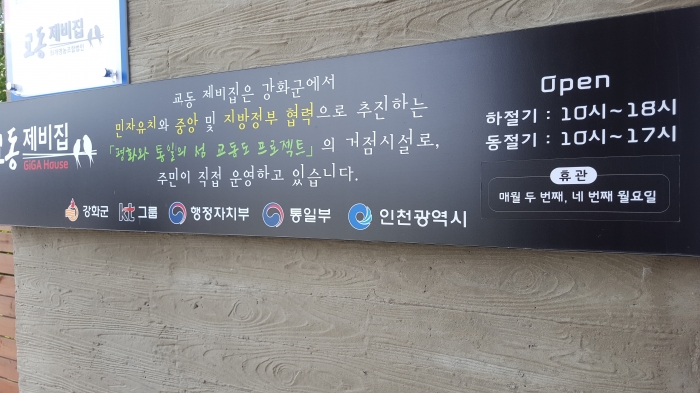 교동 제비집
교동 제비집
GiGA House
교동 제비집은 강화군에서
민자유치와 중앙 및 지방정부 협력으로 추진하는
「평화와 통일의 섬 교동도 프로젝트」의 거점시설로,
주민이 직접 운영하고 있습니다.
강화군 kt그룹 행정자치부 통일부 인천광역시
Open
하절기 : 10시~18시
동절기 : 10시~17시
휴관
매월 두 번째, 네 번째 월요일